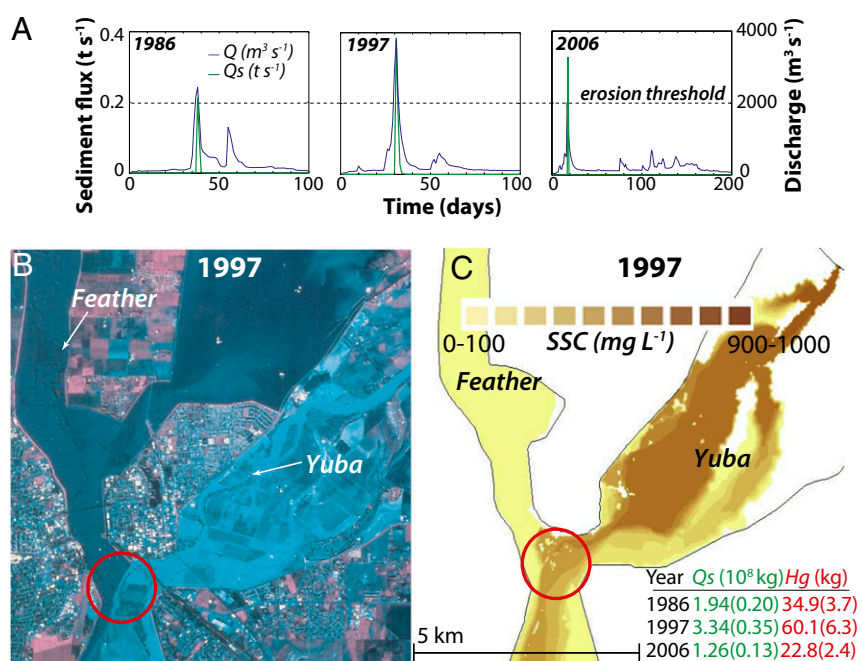 A
Sediment flux (t s-1)
0.4
0.2
0
1986
Q (m³ s-1)
Qs (t s-1)
0
50
100
1997
0
50
100
2006
erosion threshold
0
50
100
200
4000
2000
0
Discharge (m³ s-1)
Time (days)
B
1997
Feather
Yuba
C
1997
0-100
SSC (mg L-1)
900-1000
Feather
Yuba
5 km
Year Qs (10⁸ kg) Hg (kg)
1986 1.94(0.20) 34.9(3.7)
1997 3.34(0.35) 60.1(6.3)
2006 1.26(0.13) 22.8(2.4)